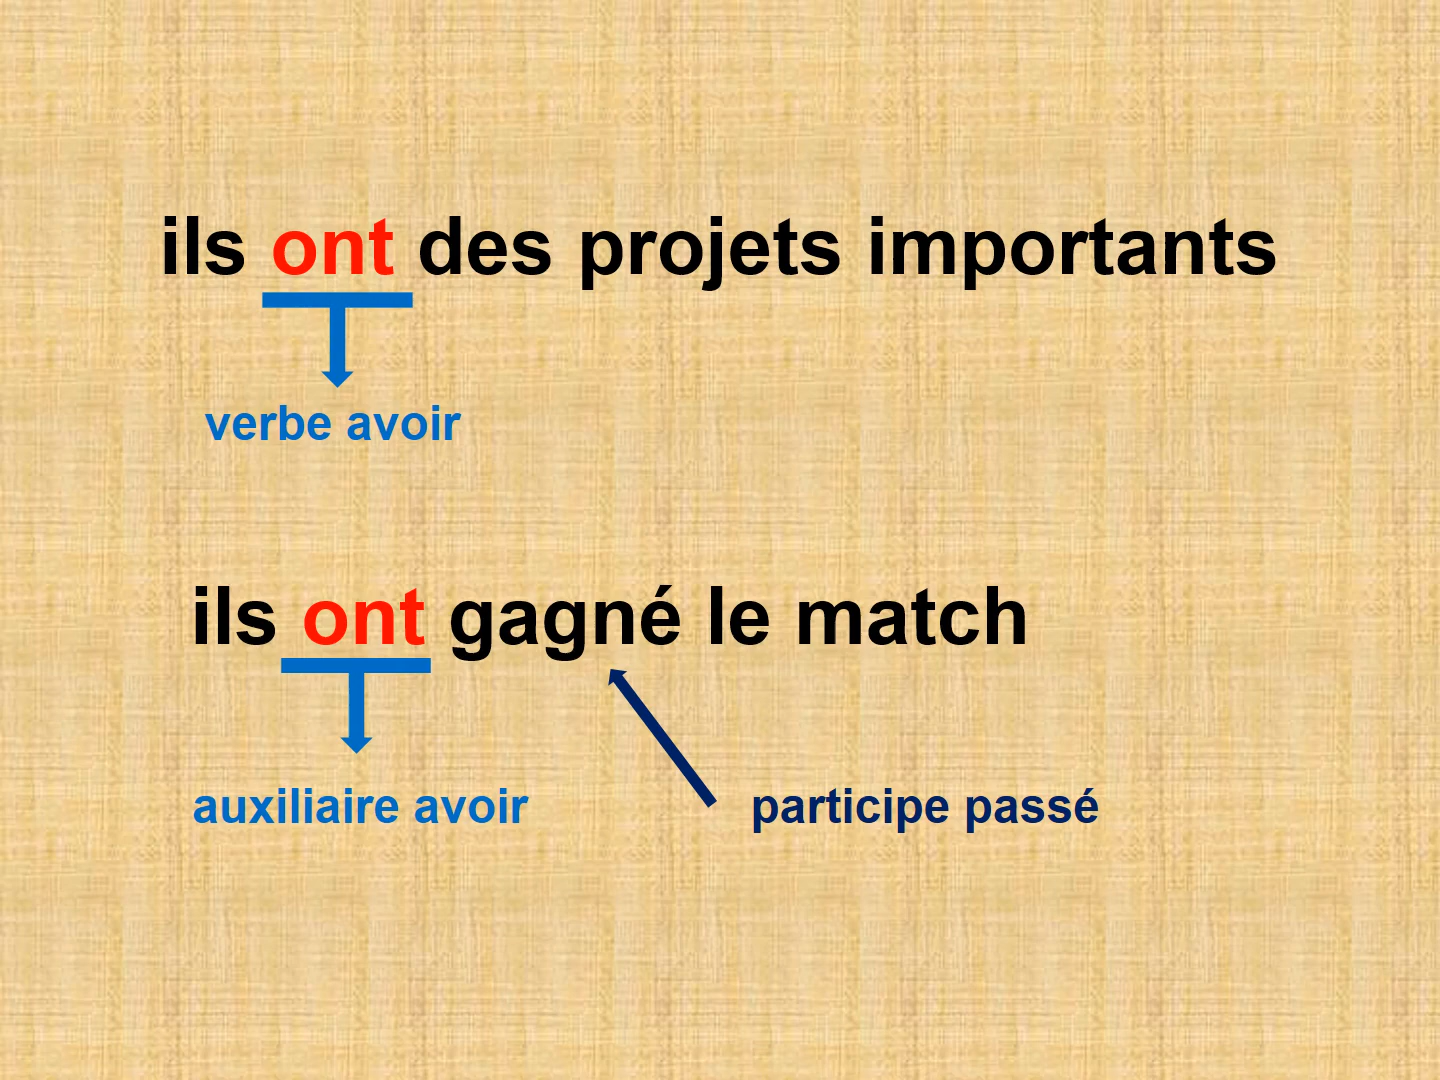 ils ont des projets importants
verbe avoir
ils ont gagné le match
auxiliaire avoir
participe passé